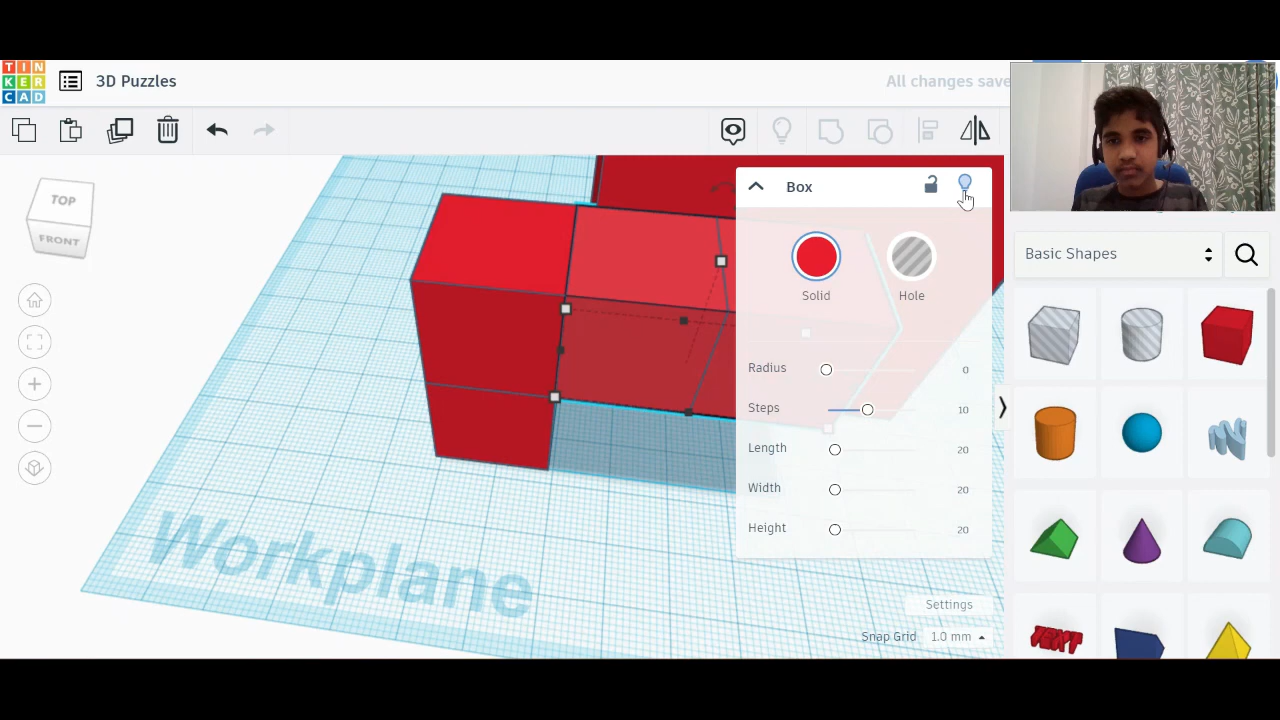 TIN
KER
CAD
3D Puzzles
All changes save
TOP
FRONT
Box
Solid
Hole
Radius 0
Steps 10
Length 20
Width 20
Height 20
Basic Shapes
Workplane
TEXT
Settings
Snap Grid 1.0 mm